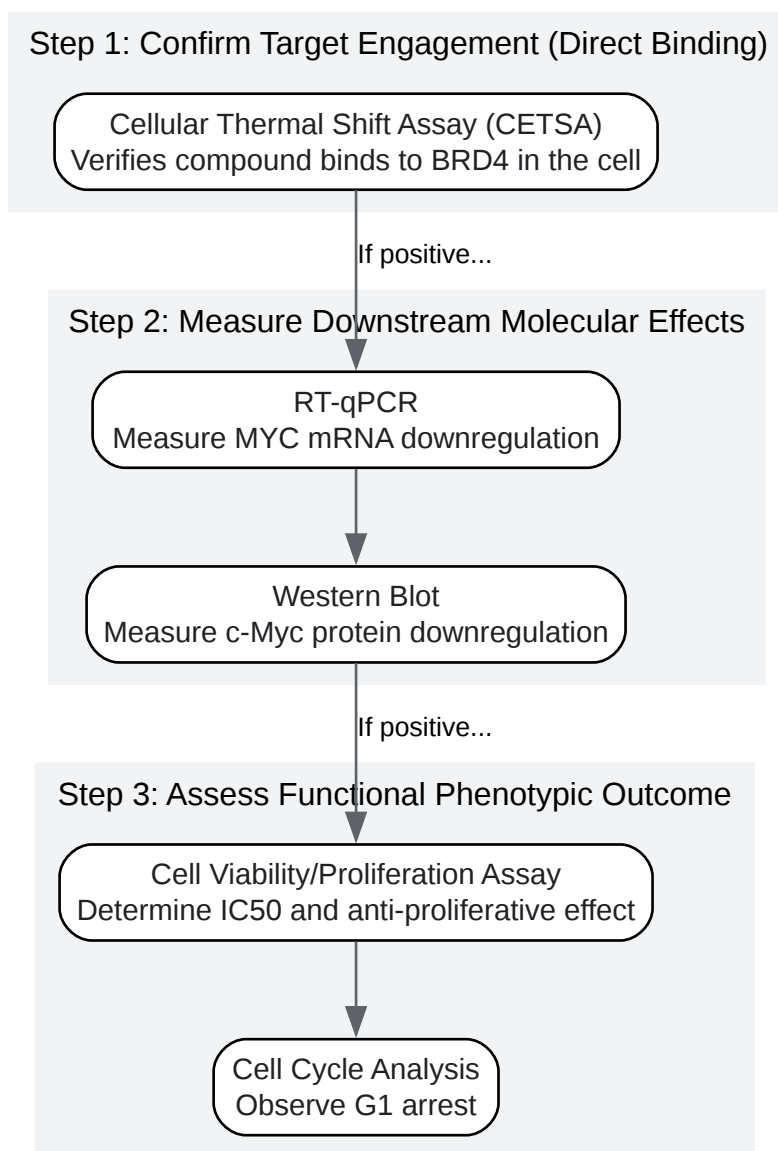 Step 1: Confirm Target Engagement (Direct Binding)
Cellular Thermal Shift Assay (CETSA)
Verifies compound binds to BRD4 in the cell
If positive...
Step 2: Measure Downstream Molecular Effects
RT-qPCR
Measure MYC mRNA downregulation
Western Blot
Measure c-Myc protein downregulation
If positive...
Step 3: Assess Functional Phenotypic Outcome
Cell Viability/Proliferation Assay
Determine IC50 and anti-proliferative effect
Cell Cycle Analysis
Observe G1 arrest